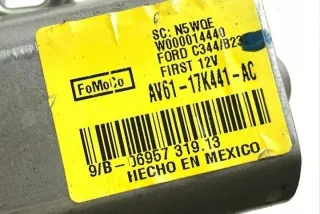 SC: N5WQE
W000014440
FORD C344/B23
FIRST 12V
FoMoCo
AV61-17K441-AC
9/B-06957 319.13
HECHO EN MEXICO